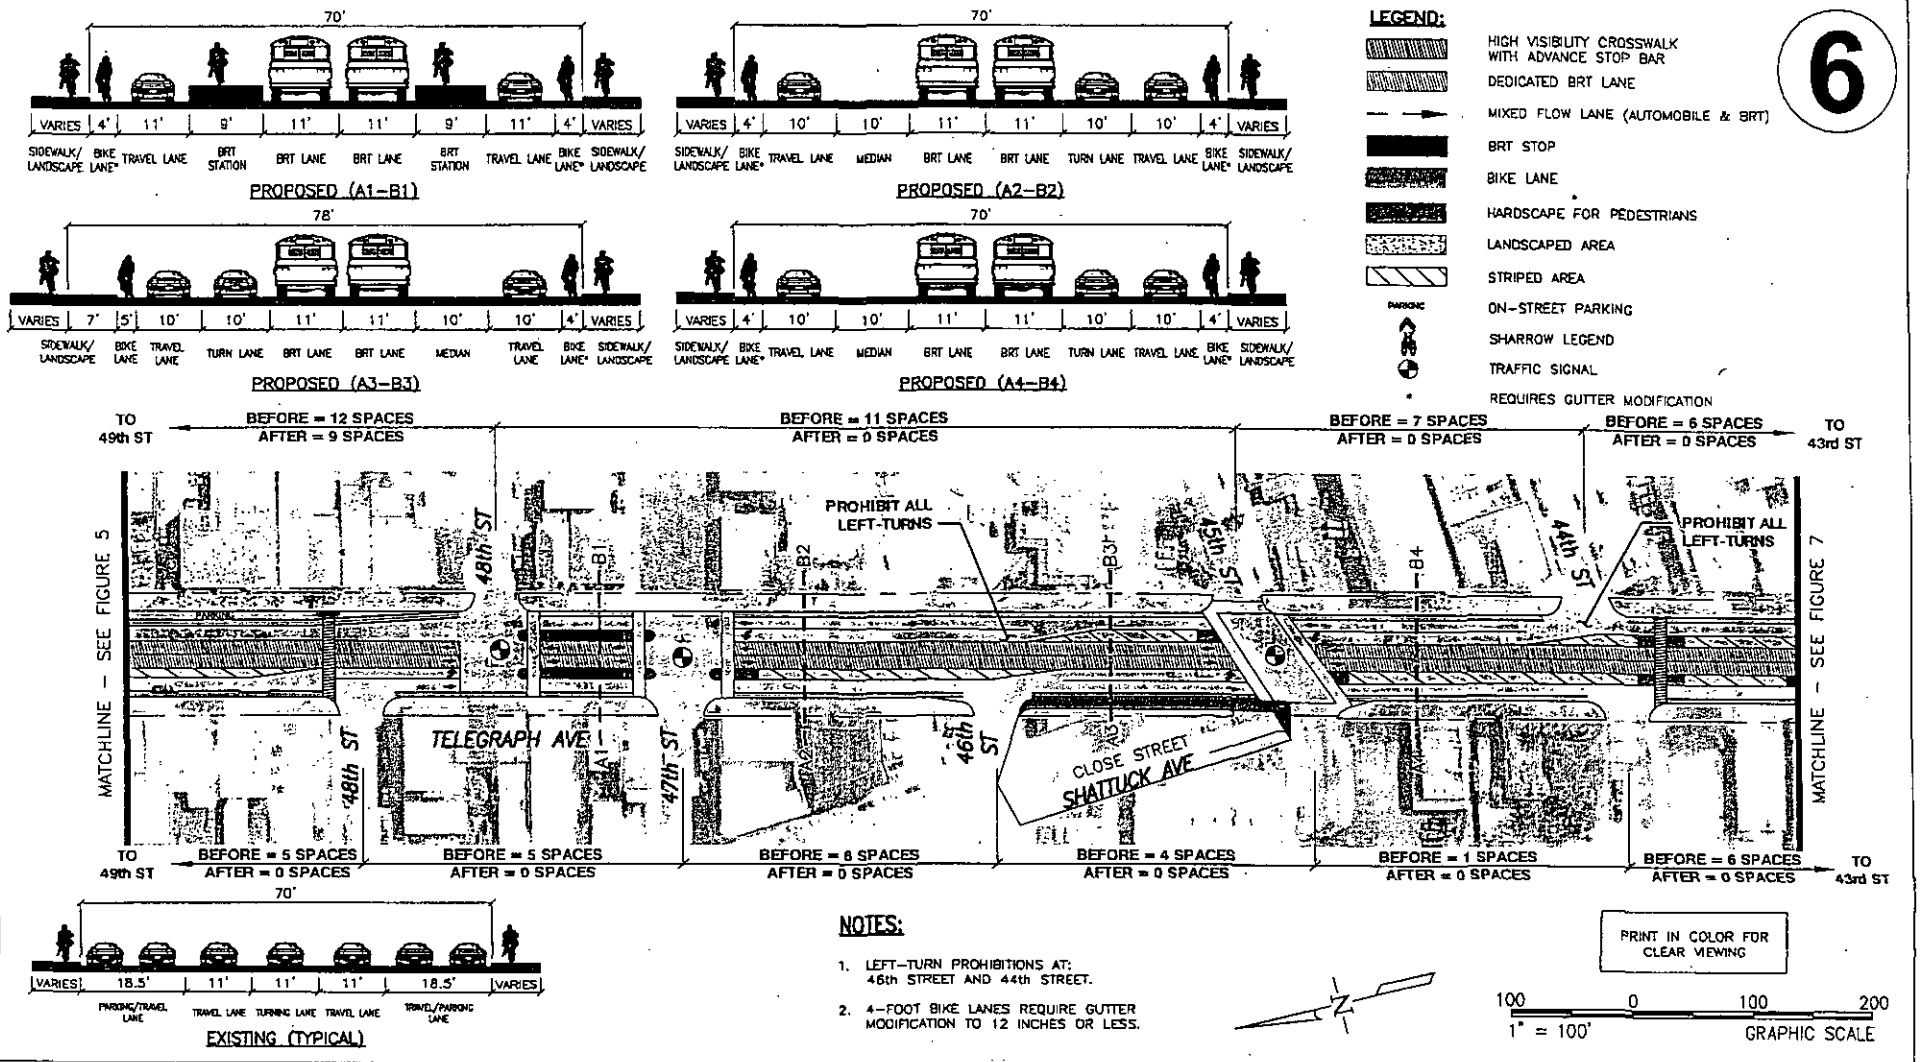 70'
VARIES 4' 11' 9' 11' 11' 9' 11' 4' VARIES
SIDEWALK/ LANDSCAPE BIKE LANE* TRAVEL LANE BRT STATION BRT LANE BRT LANE BRT STATION TRAVEL LANE BIKE LANE* SIDEWALK/ LANDSCAPE
PROPOSED (A1-B1)
70'
VARIES 4' 10' 10' 11' 11' 10' 10' 4' VARIES
SIDEWALK/ LANDSCAPE BIKE LANE* TRAVEL LANE MEDIAN BRT LANE BRT LANE TURN LANE TRAVEL LANE BIKE LANE* SIDEWALK/ LANDSCAPE
PROPOSED (A2-B2)
78'
VARIES 7' 5' 10' 10' 11' 11' 10' 10' 4' VARIES
SIDEWALK/ LANDSCAPE BIKE LANE TRAVEL LANE TURN LANE BRT LANE BRT LANE MEDIAN TRAVEL LANE BIKE LANE* SIDEWALK/ LANDSCAPE
PROPOSED (A3-B3)
70'
VARIES 4' 10' 10' 11' 11' 10' 10' 4' VARIES
SIDEWALK/ LANDSCAPE BIKE LANE* TRAVEL LANE MEDIAN BRT LANE BRT LANE TURN LANE TRAVEL LANE BIKE LANE* SIDEWALK/ LANDSCAPE
PROPOSED (A4-B4)
LEGEND:
HIGH VISIBILITY CROSSWALK
WITH ADVANCE STOP BAR
DEDICATED BRT LANE
MIXED FLOW LANE (AUTOMOBILE & BRT)
BRT STOP
BIKE LANE
HARDSCAPE FOR PEDESTRIANS
LANDSCAPED AREA
STRIPED AREA
PARKING ON-STREET PARKING
SHARROW LEGEND
TRAFFIC SIGNAL
* REQUIRES GUTTER MODIFICATION
6
TO
49th ST
BEFORE = 12 SPACES
AFTER = 9 SPACES
BEFORE = 11 SPACES
AFTER = 0 SPACES
BEFORE = 7 SPACES
AFTER = 0 SPACES
BEFORE = 6 SPACES
AFTER = 0 SPACES
TO
43rd ST
MATCHLINE - SEE FIGURE 5
PARKING
48th ST
B1
B2
PROHIBIT ALL
LEFT-TURNS
B3
45th ST
B4
44th ST
PROHIBIT ALL
LEFT-TURNS
MATCHLINE - SEE FIGURE 7
48th ST
TELEGRAPH AVE
A1
47th ST
A2
46th ST
A3
CLOSE STREET
SHATTUCK AVE
A4
TO
49th ST
BEFORE = 5 SPACES
AFTER = 0 SPACES
BEFORE = 5 SPACES
AFTER = 0 SPACES
BEFORE = 6 SPACES
AFTER = 0 SPACES
BEFORE = 4 SPACES
AFTER = 0 SPACES
BEFORE = 1 SPACES
AFTER = 0 SPACES
BEFORE = 6 SPACES
AFTER = 0 SPACES
TO
43rd ST
70'
VARIES 18.5' 11' 11' 11' 18.5' VARIES
PARKING/TRAVEL LANE TRAVEL LANE TURNING LANE TRAVEL LANE TRAVEL/PARKING LANE
EXISTING (TYPICAL)
NOTES:
1. LEFT-TURN PROHIBITIONS AT:
46th STREET AND 44th STREET.
2. 4-FOOT BIKE LANES REQUIRE GUTTER
MODIFICATION TO 12 INCHES OR LESS.
Z
PRINT IN COLOR FOR
CLEAR VIEWING
100 0 100 200
1" = 100'
GRAPHIC SCALE